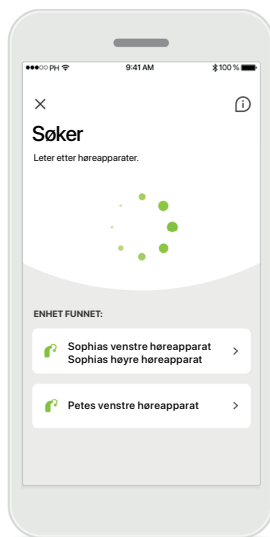 PH 9:41 AM 100 %
Søker
Leter etter høreapparater.
ENHET FUNNET:
Sophias venstre høreapparat
Sophias høyre høreapparat
Petes venstre høreapparat